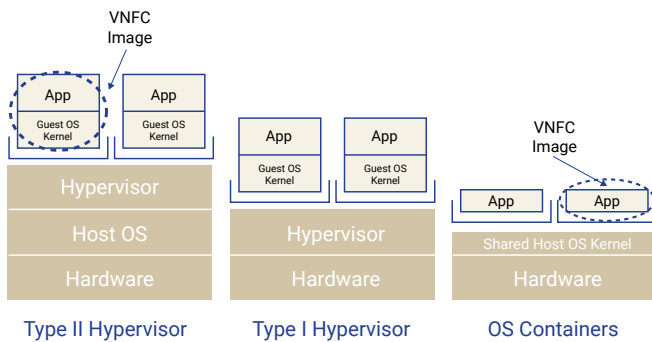 VNFC
Image
App
Guest OS
Kernel
App
Guest OS
Kernel
Hypervisor
Host OS
Hardware
Type II Hypervisor
App
Guest OS
Kernel
App
Guest OS
Kernel
Hypervisor
Hardware
Type I Hypervisor
VNFC
Image
App
App
Shared Host OS Kernel
Hardware
OS Containers